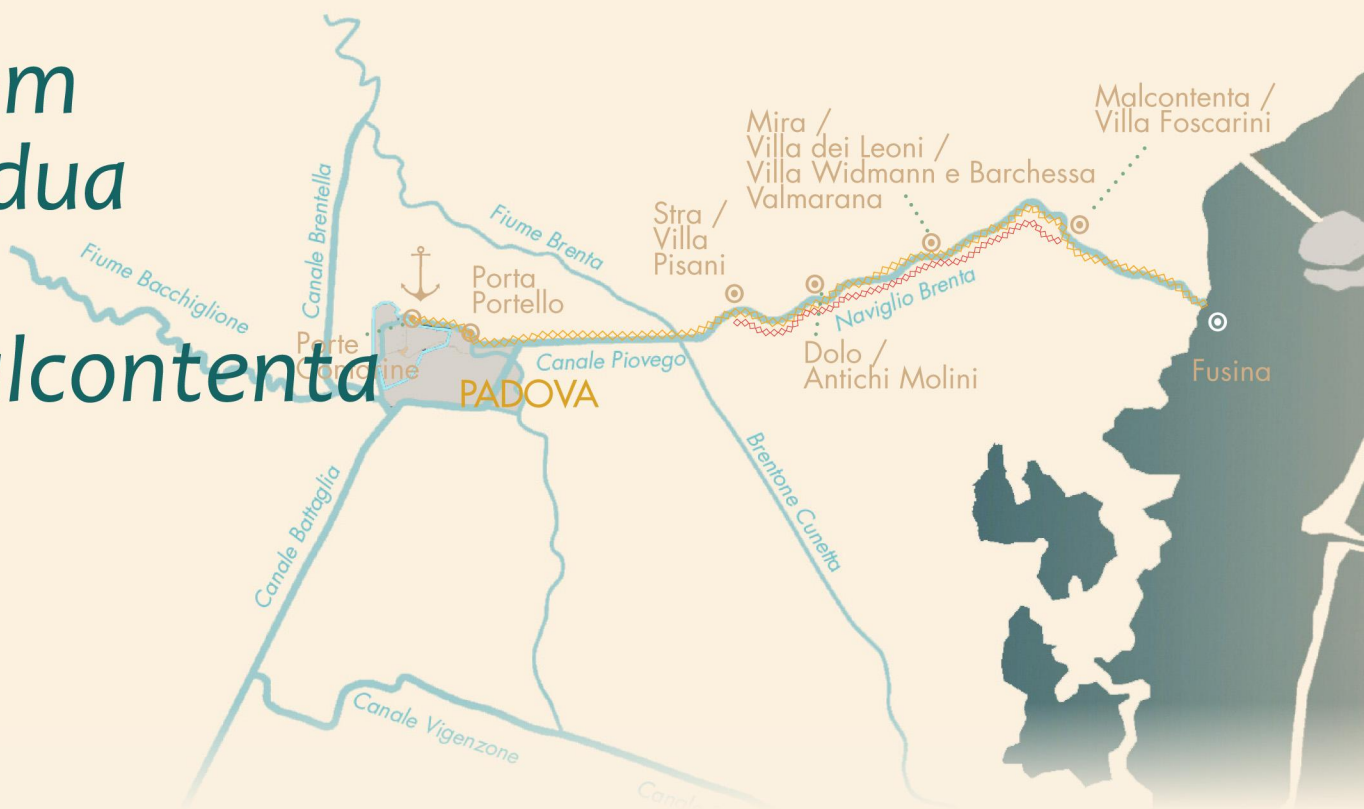 m
dua
lcontenta
Fiume Bacchiglione
Canale Brentella
Fiume Brenta
Porta
Portello
Porte
Contarine
PADOVA
Canale Piovego
Stra /
Villa
Pisani
Mira /
Villa dei Leoni /
Villa Widmann e Barchessa
Valmarana
Malcontenta /
Villa Foscarini
Naviglio Brenta
Dolo /
Antichi Molini
Fusina
Brentone Cunetta
Canale Battaglia
Canale Vigenzone
Canale